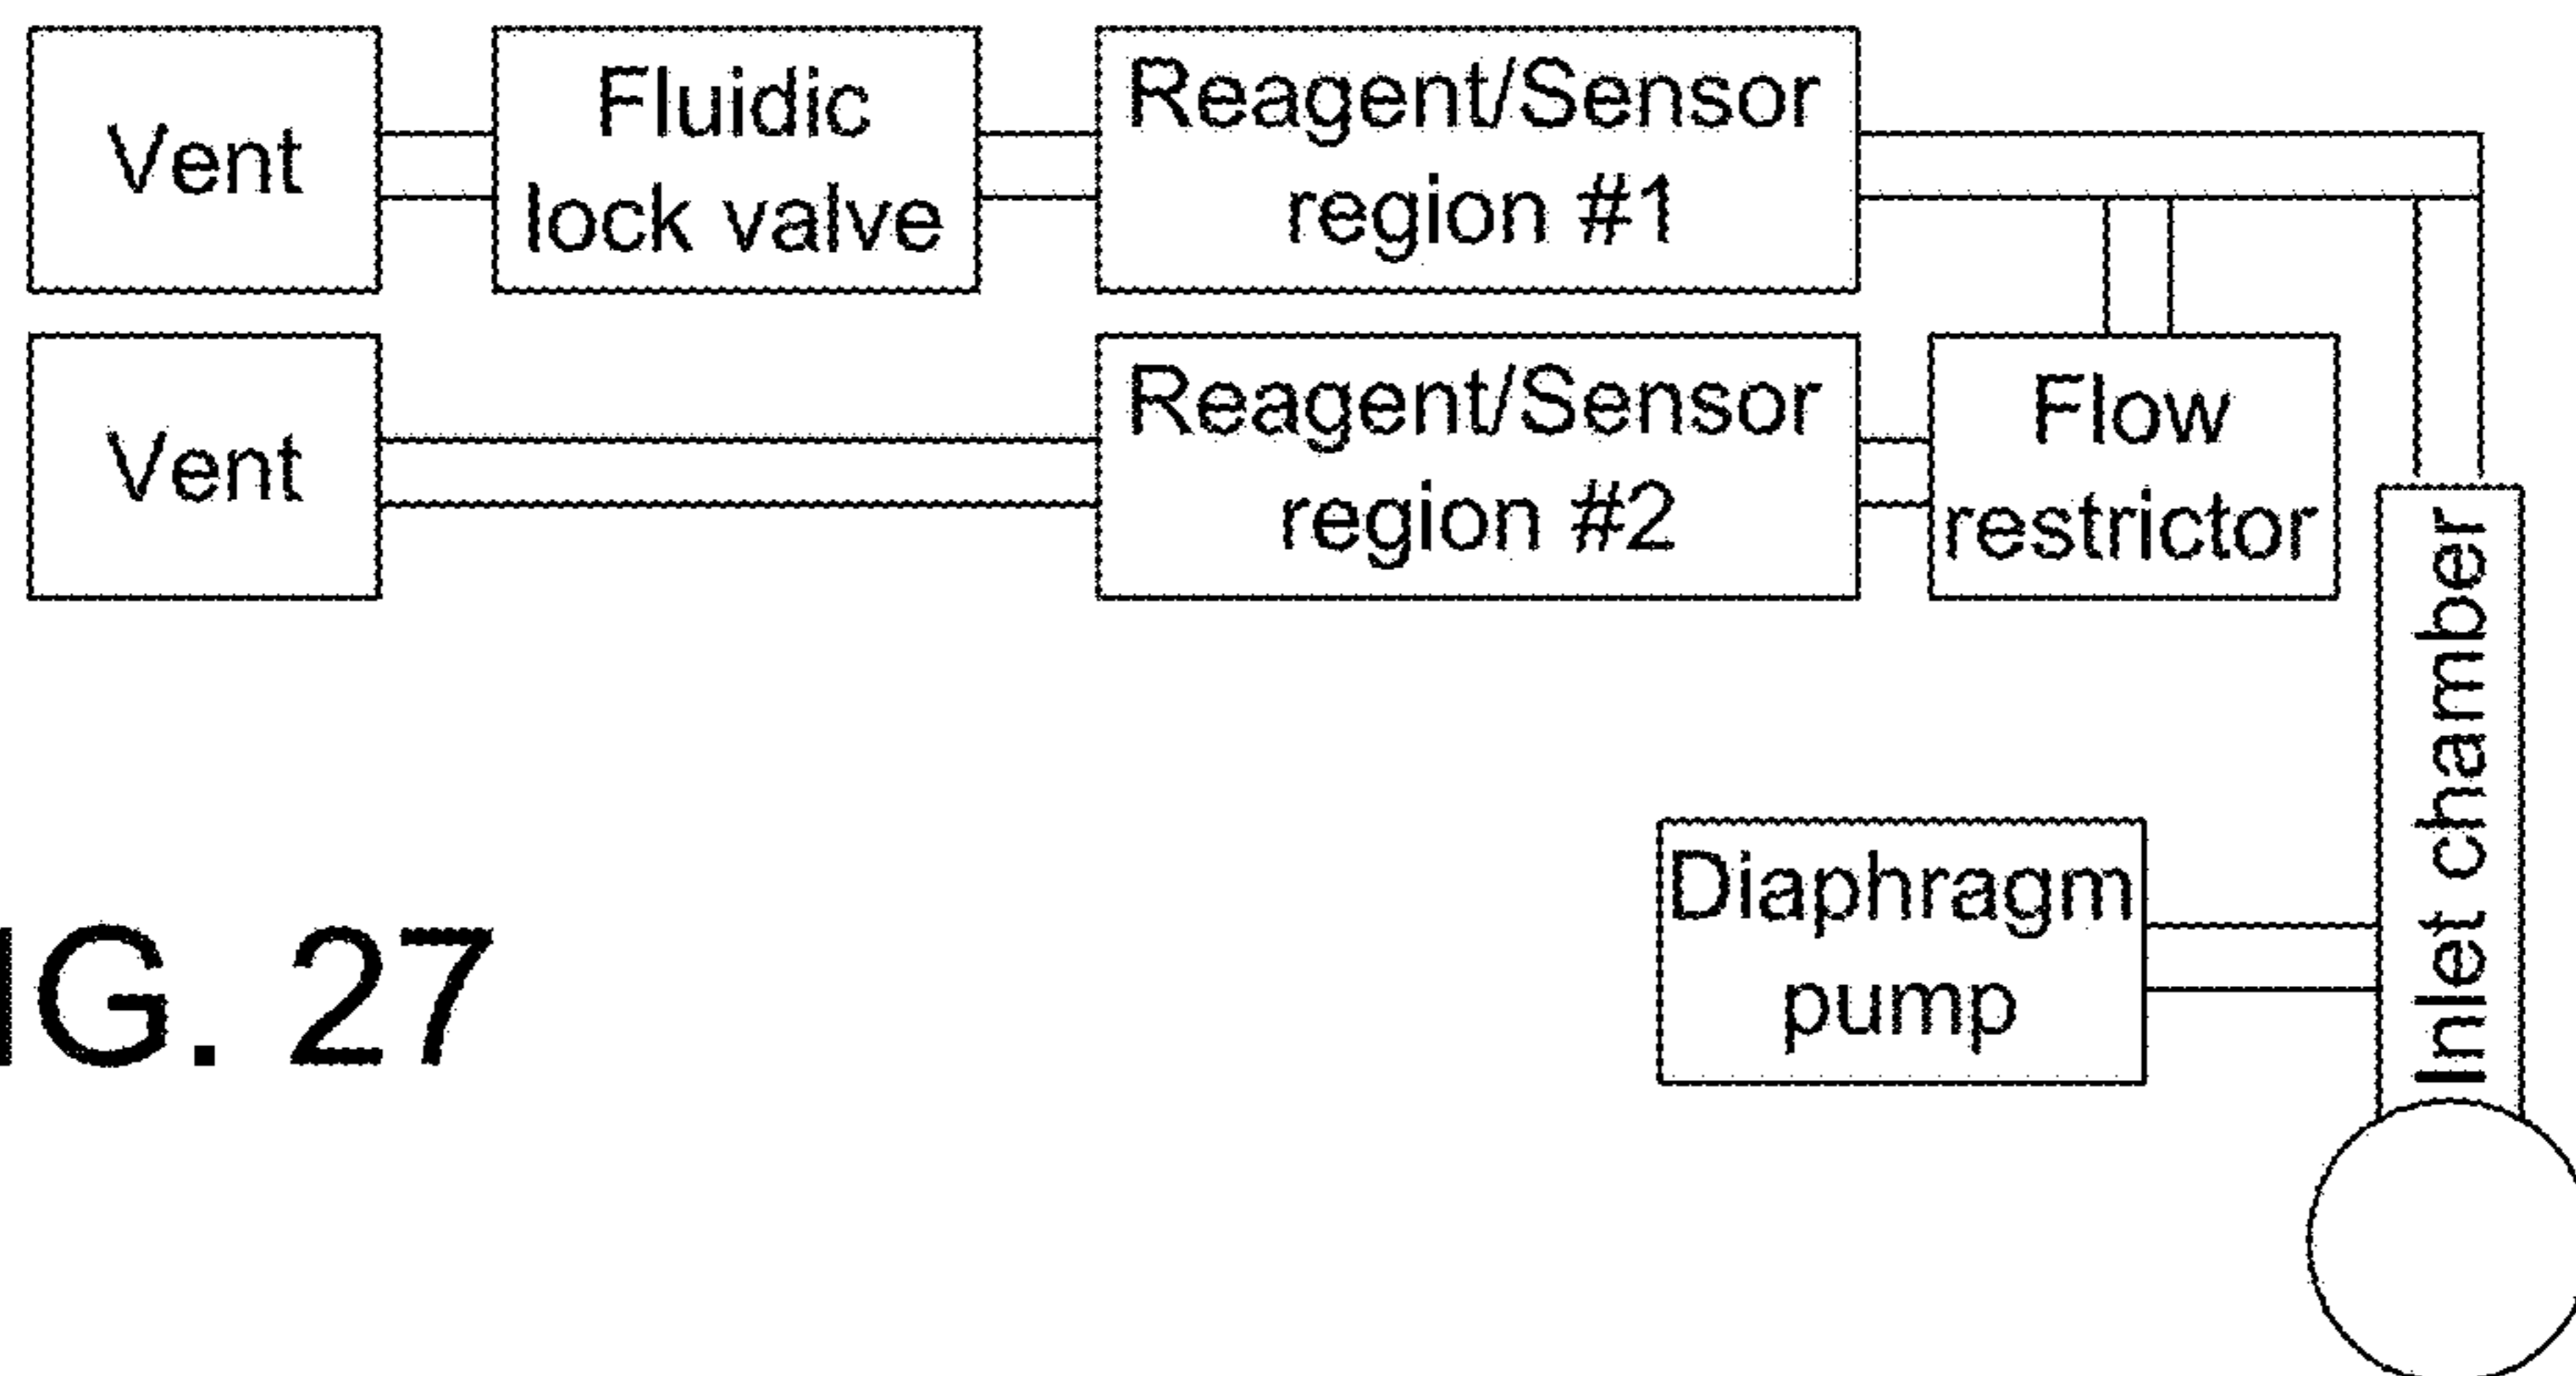 Vent
Fluidic
lock valve
Reagent/Sensor
region #1
Vent
Reagent/Sensor
region #2
Flow
restrictor
Inlet chamber
Diaphragm
pump
IG. 27